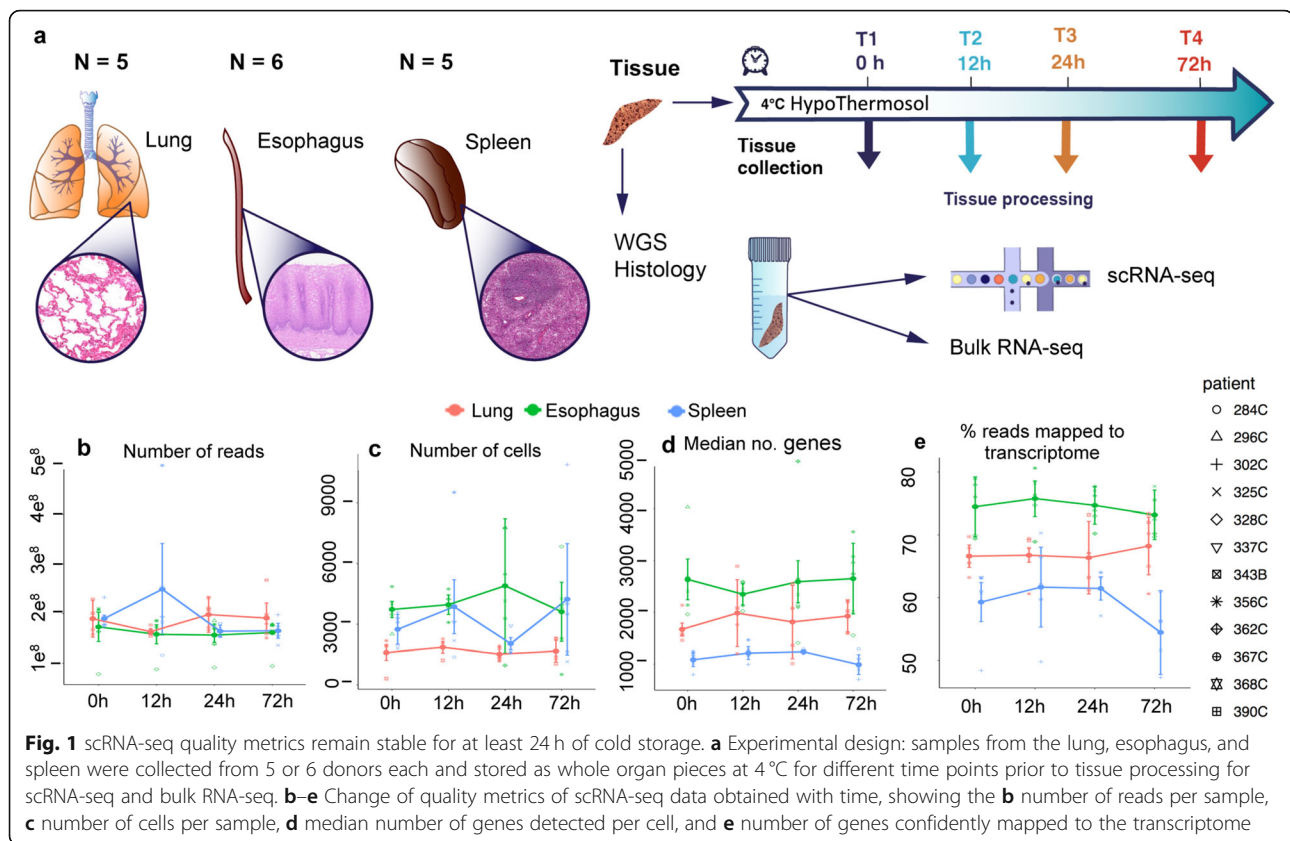 a
N = 5
N = 6
N = 5
Lung
Esophagus
Spleen
Tissue
WGS
Histology
T1
0 h
T2
12h
T3
24h
T4
72h
4°C HypoThermosol
Tissue
collection
Tissue processing
scRNA-seq
Bulk RNA-seq
Lung
Esophagus
Spleen
b
Number of reads
5e⁸
4e⁸
3e⁸
2e⁸
1e⁸
0h
12h
24h
72h
c
Number of cells
9000
6000
3000
0
0h
12h
24h
72h
d
Median no. genes
5000
4000
3000
2000
1000
0h
12h
24h
72h
e
% reads mapped to
transcriptome
80
70
60
50
0h
12h
24h
72h
patient
284C
296C
302C
325C
328C
337C
343B
356C
362C
367C
368C
390C
Fig. 1 scRNA-seq quality metrics remain stable for at least 24 h of cold storage. a Experimental design: samples from the lung, esophagus, and
spleen were collected from 5 or 6 donors each and stored as whole organ pieces at 4 °C for different time points prior to tissue processing for
scRNA-seq and bulk RNA-seq. b–e Change of quality metrics of scRNA-seq data obtained with time, showing the b number of reads per sample,
c number of cells per sample, d median number of genes detected per cell, and e number of genes confidently mapped to the transcriptome